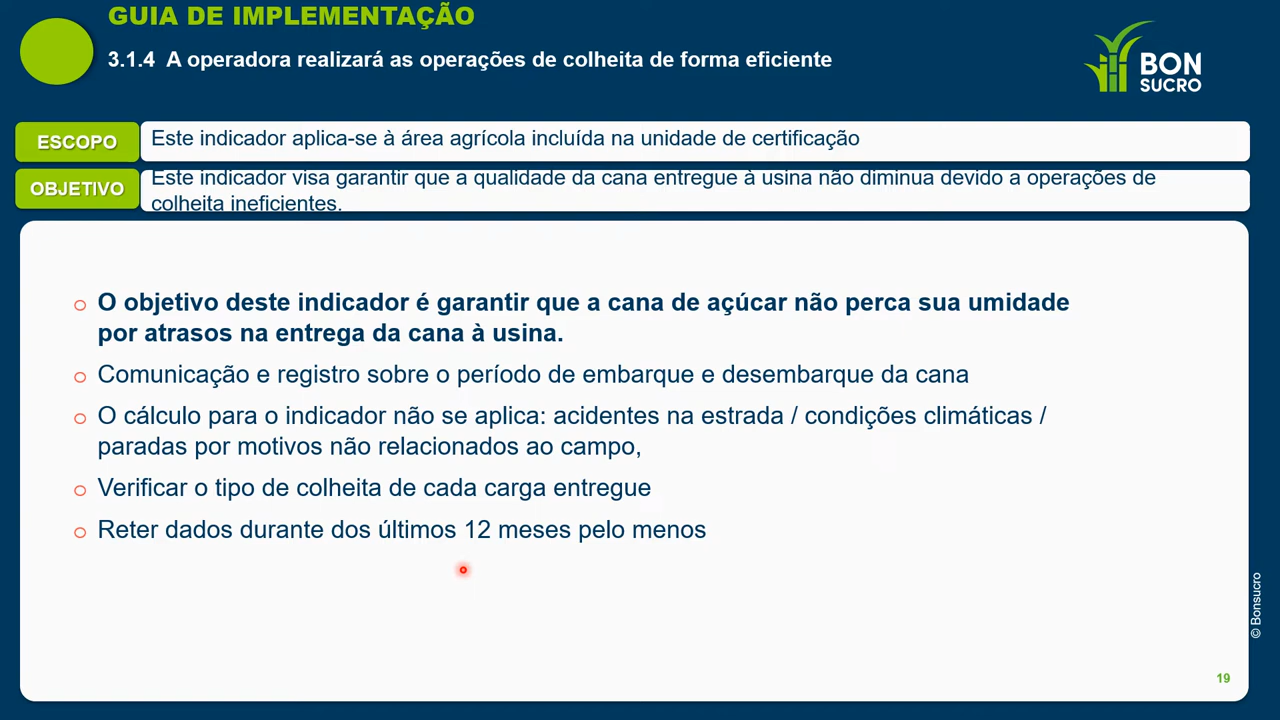 GUIA DE IMPLEMENTAÇÃO
3.1.4 A operadora realizará as operações de colheita de forma eficiente
BON
SUCRO
ESCOPO
Este indicador aplica-se à área agrícola incluída na unidade de certificação
OBJETIVO
Este indicador visa garantir que a qualidade da cana entregue à usina não diminua devido a operações de
colheita ineficientes.
O objetivo deste indicador é garantir que a cana de açúcar não perca sua umidade
por atrasos na entrega da cana à usina.
Comunicação e registro sobre o período de embarque e desembarque da cana
O cálculo para o indicador não se aplica: acidentes na estrada / condições climáticas /
paradas por motivos não relacionados ao campo,
Verificar o tipo de colheita de cada carga entregue
Reter dados durante dos últimos 12 meses pelo menos
© Bonsucro
19